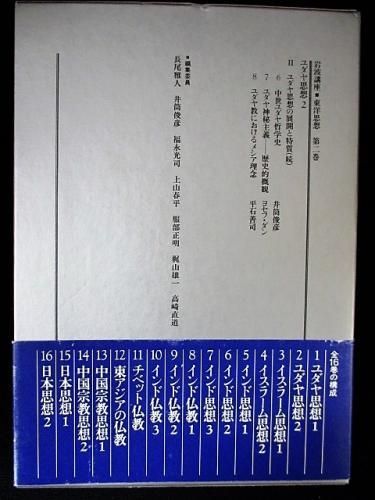 岩波講座■東洋思想 第二巻
ユダヤ思想 2
II ユダヤ思想の展開と特質(続)
6 中世ユダヤ哲学史 井筒俊彦
7 ユダヤ神秘主義――歴史的概観 ヨセフ・ダン
8 ユダヤ教におけるメシア理念 平石善司
■編集委員
長尾雅人 井筒俊彦 福永光司 上山春平 服部正明 梶山雄一 高崎直道
全16巻の構成
1 ユダヤ思想 1
2 ユダヤ思想 2
3 イスラーム思想 1
4 イスラーム思想 2
5 インド思想 1
6 インド思想 2
7 インド思想 3
8 インド仏教 1
9 インド仏教 2
10 インド仏教 3
11 チベット仏教
12 東アジアの仏教
13 中国宗教思想 1
14 中国宗教思想 2
15 日本思想 1
16 日本思想 2